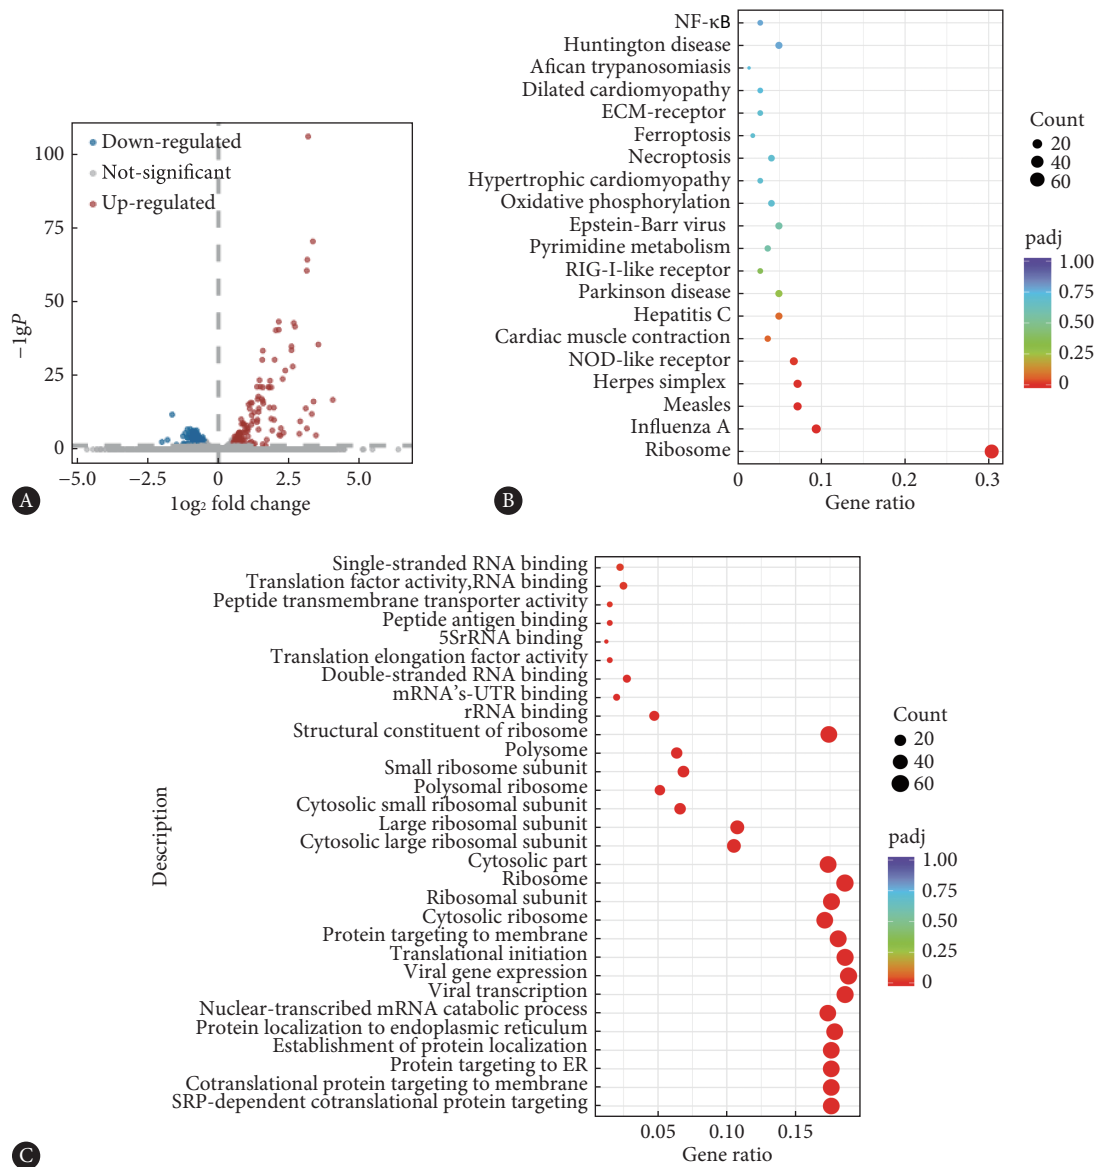 Down-regulated
Not-significant
Up-regulated
100
75
50
25
0
−1gP
−5.0
−2.5
0
2.5
5.0
1og2 fold change
A
NF-κB
Huntington disease
Afican trypanosomiasis
Dilated cardiomyopathy
ECM-receptor
Ferroptosis
Necroptosis
Hypertrophic cardiomyopathy
Oxidative phosphorylation
Epstein-Barr virus
Pyrimidine metabolism
RIG-I-like receptor
Parkinson disease
Hepatitis C
Cardiac muscle contraction
NOD-like receptor
Herpes simplex
Measles
Influenza A
Ribosome
0
0.1
0.2
0.3
Gene ratio
B
Count
20
40
60
padj
1.00
0.75
0.50
0.25
0
Single-stranded RNA binding
Translation factor activity,RNA binding
Peptide transmembrane transporter activity
Peptide antigen binding
5SrRNA binding
Translation elongation factor activity
Double-stranded RNA binding
mRNA's-UTR binding
rRNA binding
Structural constituent of ribosome
Polysome
Small ribosome subunit
Polysomal ribosome
Cytosolic small ribosomal subunit
Large ribosomal subunit
Cytosolic large ribosomal subunit
Cytosolic part
Ribosome
Ribosomal subunit
Cytosolic ribosome
Protein targeting to membrane
Translational initiation
Viral gene expression
Viral transcription
Nuclear-transcribed mRNA catabolic process
Protein localization to endoplasmic reticulum
Establishment of protein localization
Protein targeting to ER
Cotranslational protein targeting to membrane
SRP-dependent cotranslational protein targeting
Description
0.05
0.10
0.15
Gene ratio
C
Count
20
40
60
padj
1.00
0.75
0.50
0.25
0